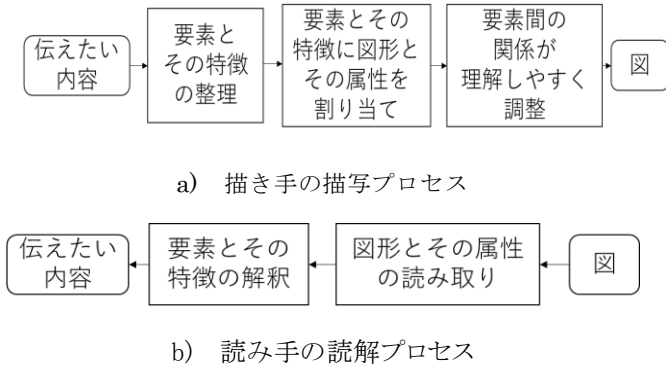 伝えたい
内容
要素と
その特徴
の整理
要素とその
特徴に図形と
その属性を
割り当て
要素間の
関係が
理解しやすく
調整
図
a) 描き手の描写プロセス
伝えたい
内容
要素とその
特徴の解釈
図形とその属性
の読み取り
図
b) 読み手の読解プロセス